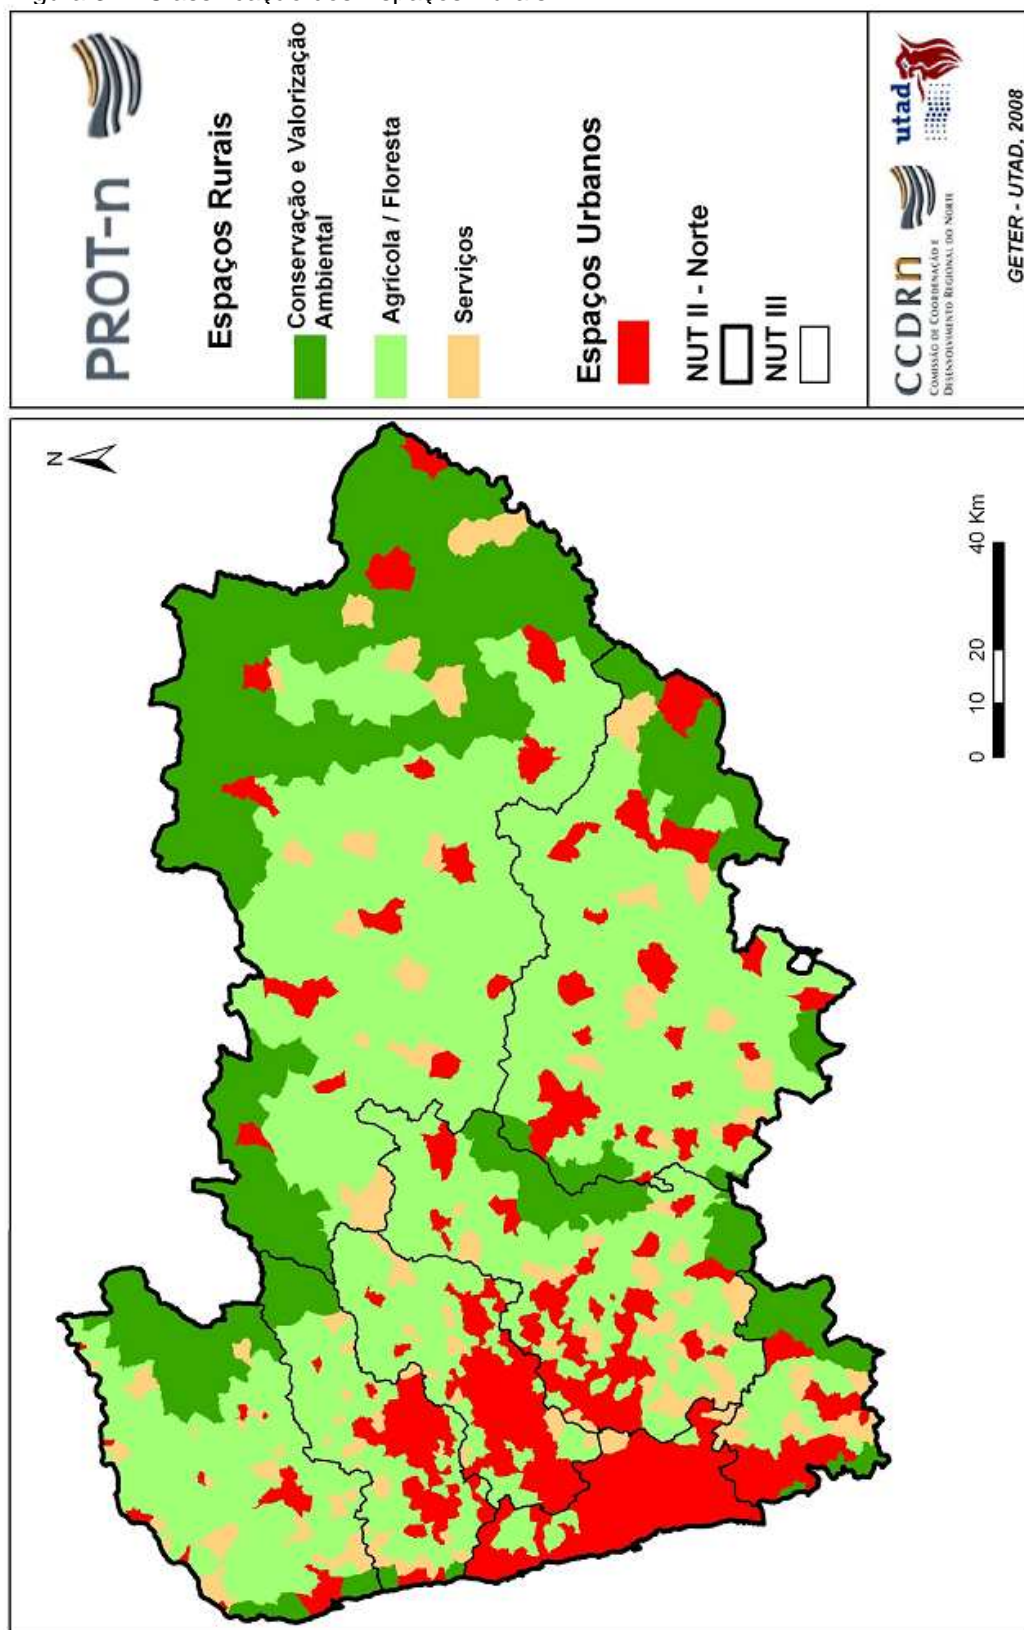 PROT-n
Espaços Rurais
Conservação e Valorização
Ambiental
Agrícola / Floresta
Serviços
Espaços Urbanos
NUT II - Norte
NUT III
CCDRn
COMISSÃO DE COORDENAÇÃO E
DESENVOLVIMENTO REGIONAL DO NORTE
utad
GETER - UTAD, 2008
N
0 10 20 40 Km